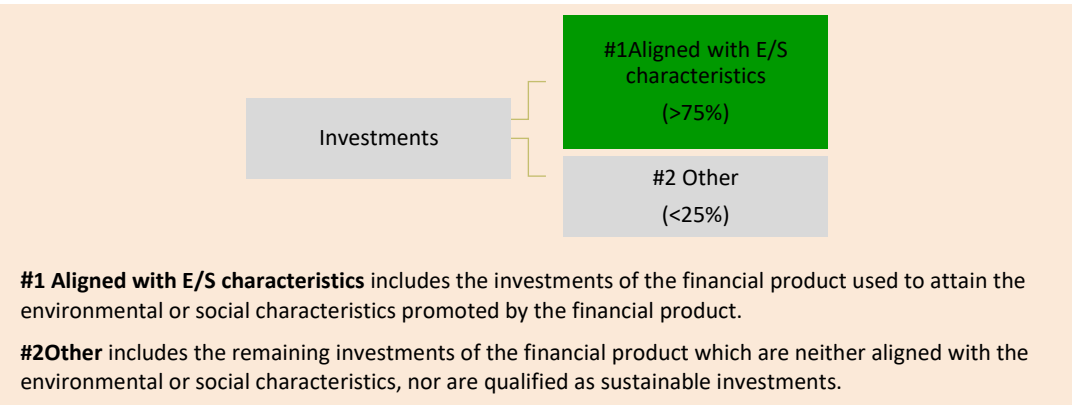 #1Aligned with E/S
characteristics
(>75%)
Investments
#2 Other
(<25%)
#1 Aligned with E/S characteristics includes the investments of the financial product used to attain the
environmental or social characteristics promoted by the financial product.
#2Other includes the remaining investments of the financial product which are neither aligned with the
environmental or social characteristics, nor are qualified as sustainable investments.